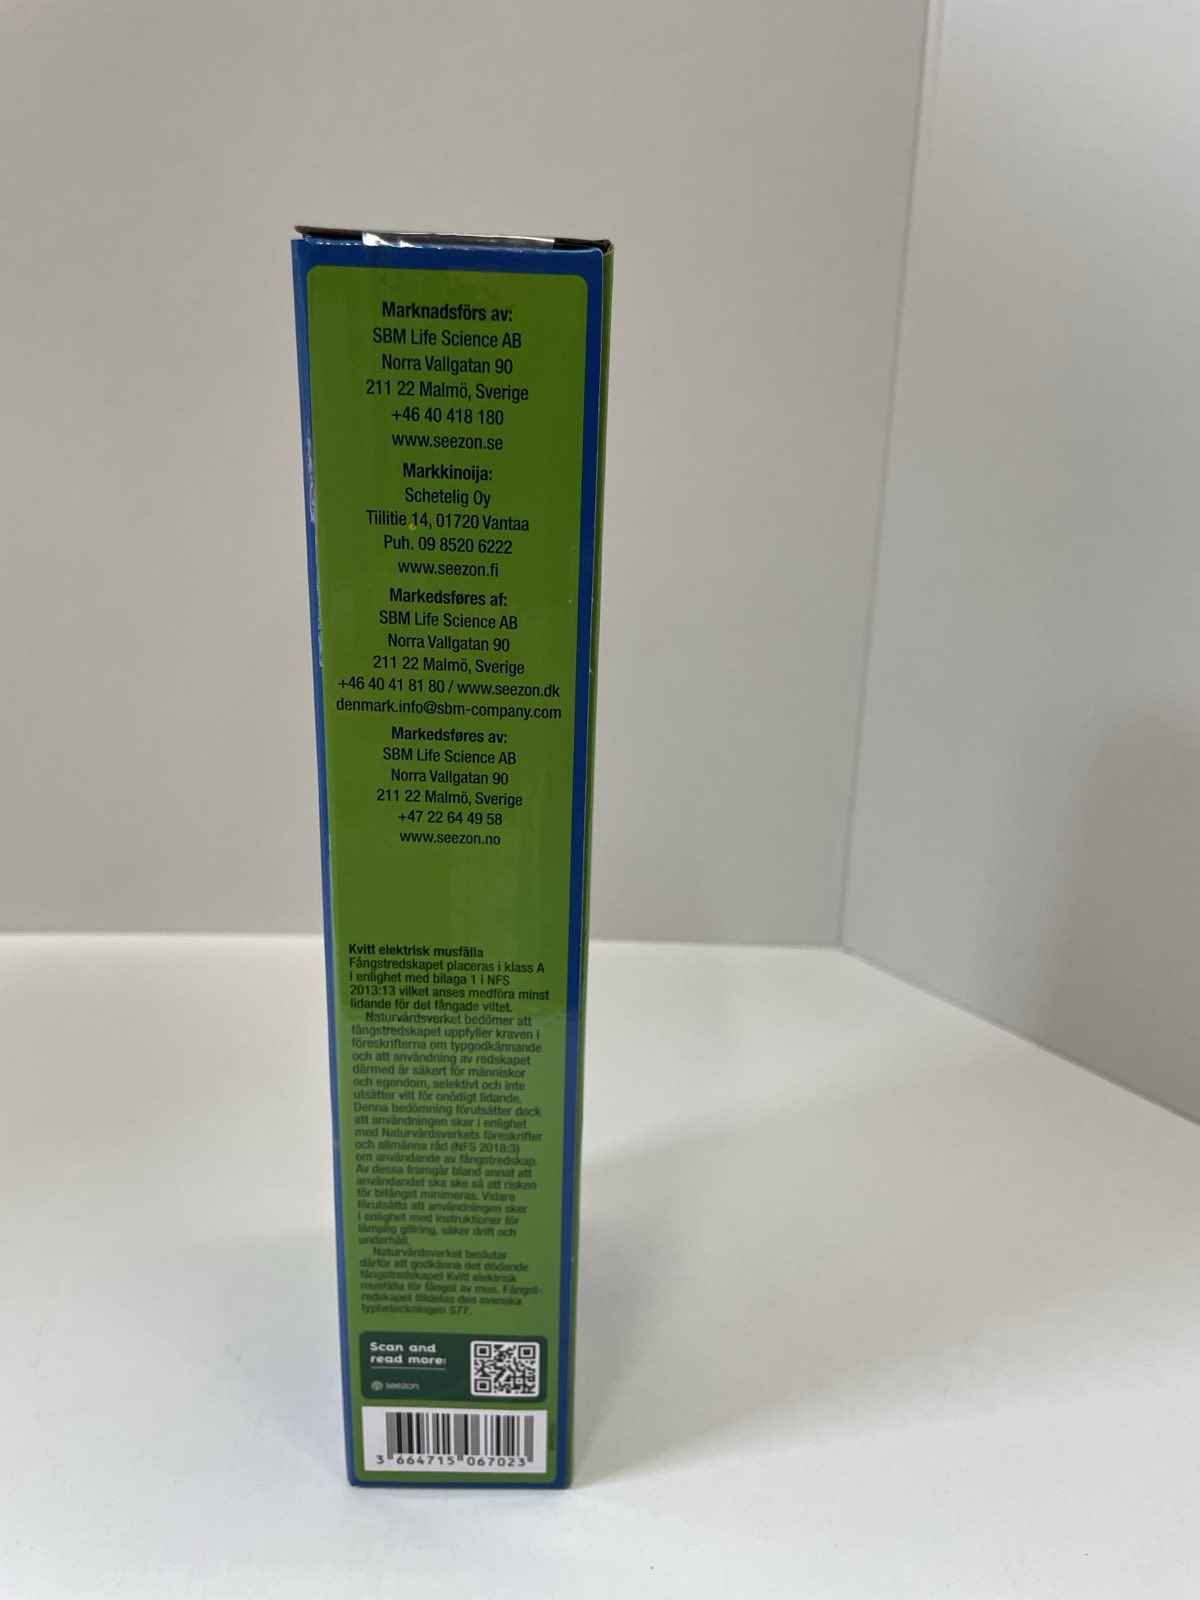 Marknadsförs av:
SBM Life Science AB
Norra Vallgatan 90
211 22 Malmö, Sverige
+46 40 418 180
www.seezon.se
Markkinoija:
Schetelig Oy
Tiilitie 14, 01720 Vantaa
Puh. 09 8520 6222
www.seezon.fi
Markedsføres af:
SBM Life Science AB
Norra Vallgatan 90
211 22 Malmö, Sverige
+46 40 41 81 80 / www.seezon.dk
denmark.info@sbm-company.com
Markedsføres av:
SBM Life Science AB
Norra Vallgatan 90
211 22 Malmö, Sverige
+47 22 64 49 58
www.seezon.no
Kvitt elektrisk musfälla
Fångstredskapet placeras i klass A
i enlighet med bilaga 1 i NFS
2013:13 vilket anses medföra minst
lidande för det fångade viltet.
Naturvårdsverket bedömer att
fångstredskapet uppfyller kraven i
föreskrifterna om typgodkännande
och att användning av redskapet
därmed är säkert för människor
och egendom, selektivt och inte
utsätter vilt för onödigt lidande.
Denna bedömning förutsätter dock
att användningen sker i enlighet
med Naturvårdsverkets föreskrifter
och allmänna råd (NFS 2018:3)
om användande av fångstredskap.
Av dessa framgår bland annat att
användandet ska ske så att risken
för bifångst minimeras. Vidare
förutsätts att användningen sker
i enlighet med instruktioner för
lämplig gillring, säker drift och
underhåll.
Naturvårdsverket beslutar
därför att godkänna det dödande
fångstredskapet Kvitt elektrisk
musfälla för fångst av mus. Fångst-
redskapet tilldelas den svenska
typbeteckningen S77.
Scan and
read more:
seezon
3 664715 067023